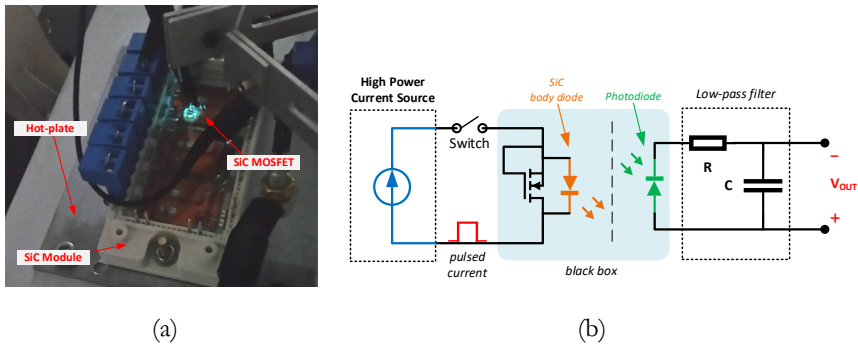 Hot-plate
SiC MOSFET
SiC Module
(a)
High Power
Current Source
Switch
pulsed
current
SiC
body diode
Photodiode
black box
Low-pass filter
R
C
−
VOUT
+
(b)